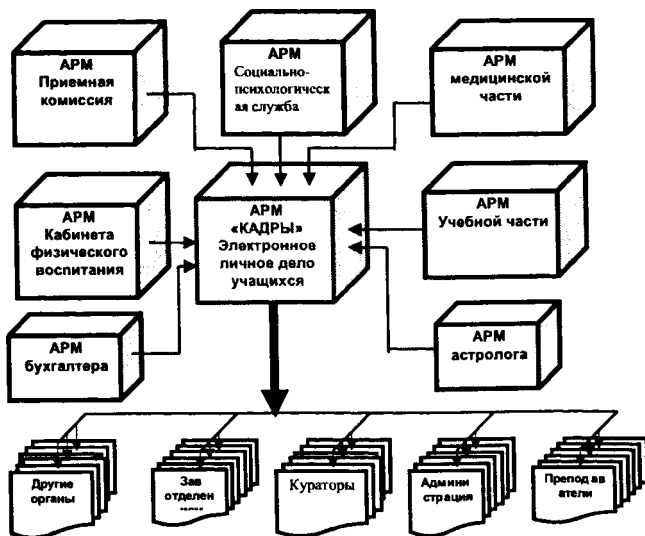 АРМ
Приемная
комиссия
АРМ
Социально-
психологическ
ая служба
АРМ
медицинской
части
АРМ
Кабинета
физического
воспитания
АРМ
«КАДРЫ»
Электронное
личное дело
учащихся
АРМ
Учебной части
АРМ
бухгалтера
АРМ
астролога
Другие
органы
Зав
отделен
Кураторы
Админи
страция
Препод ав
атели